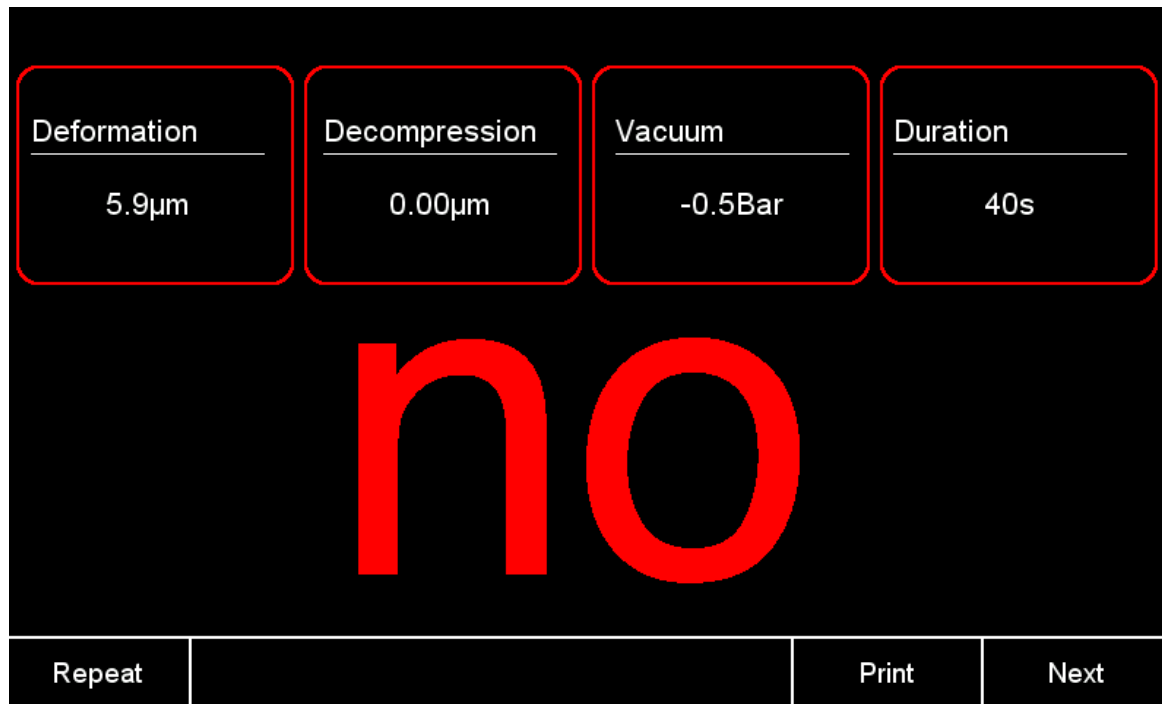 Deformation
5.9µm
Decompression
0.00µm
Vacuum
-0.5Bar
Duration
40s
no
Repeat
Print
Next